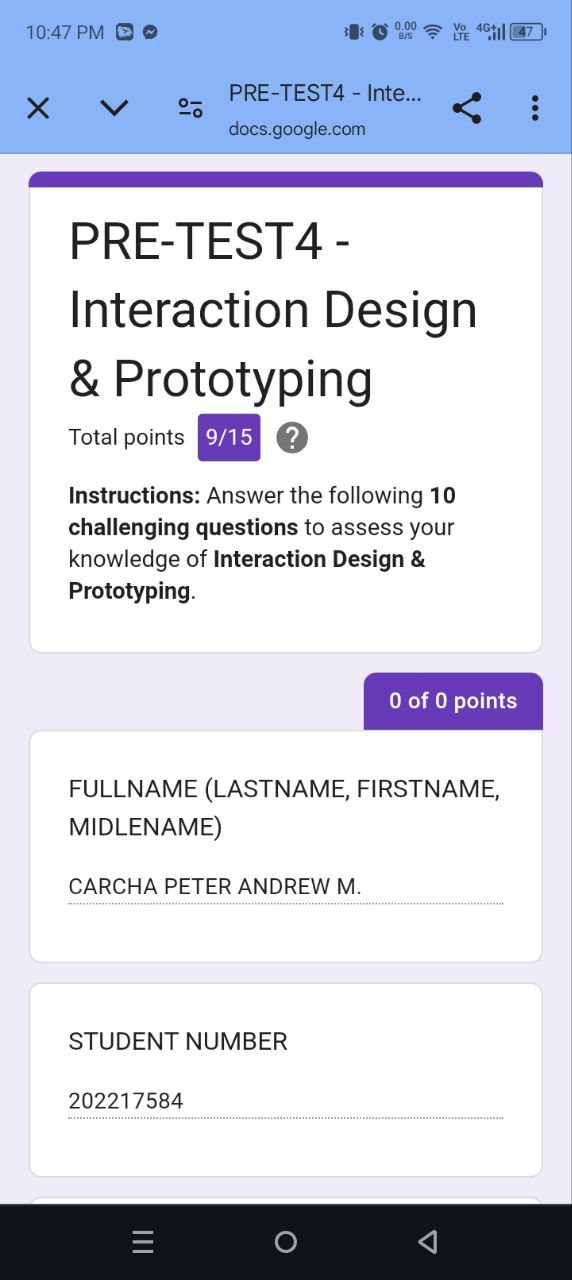 10:47 PM
0.00
B/S
Vo
LTE
4G+
47
PRE-TEST4 - Inte...
docs.google.com
PRE-TEST4 -
Interaction Design
& Prototyping
Total points 9/15 ?
Instructions: Answer the following 10
challenging questions to assess your
knowledge of Interaction Design &
Prototyping.
0 of 0 points
FULLNAME (LASTNAME, FIRSTNAME,
MIDLENAME)
CARCHA PETER ANDREW M.
STUDENT NUMBER
202217584